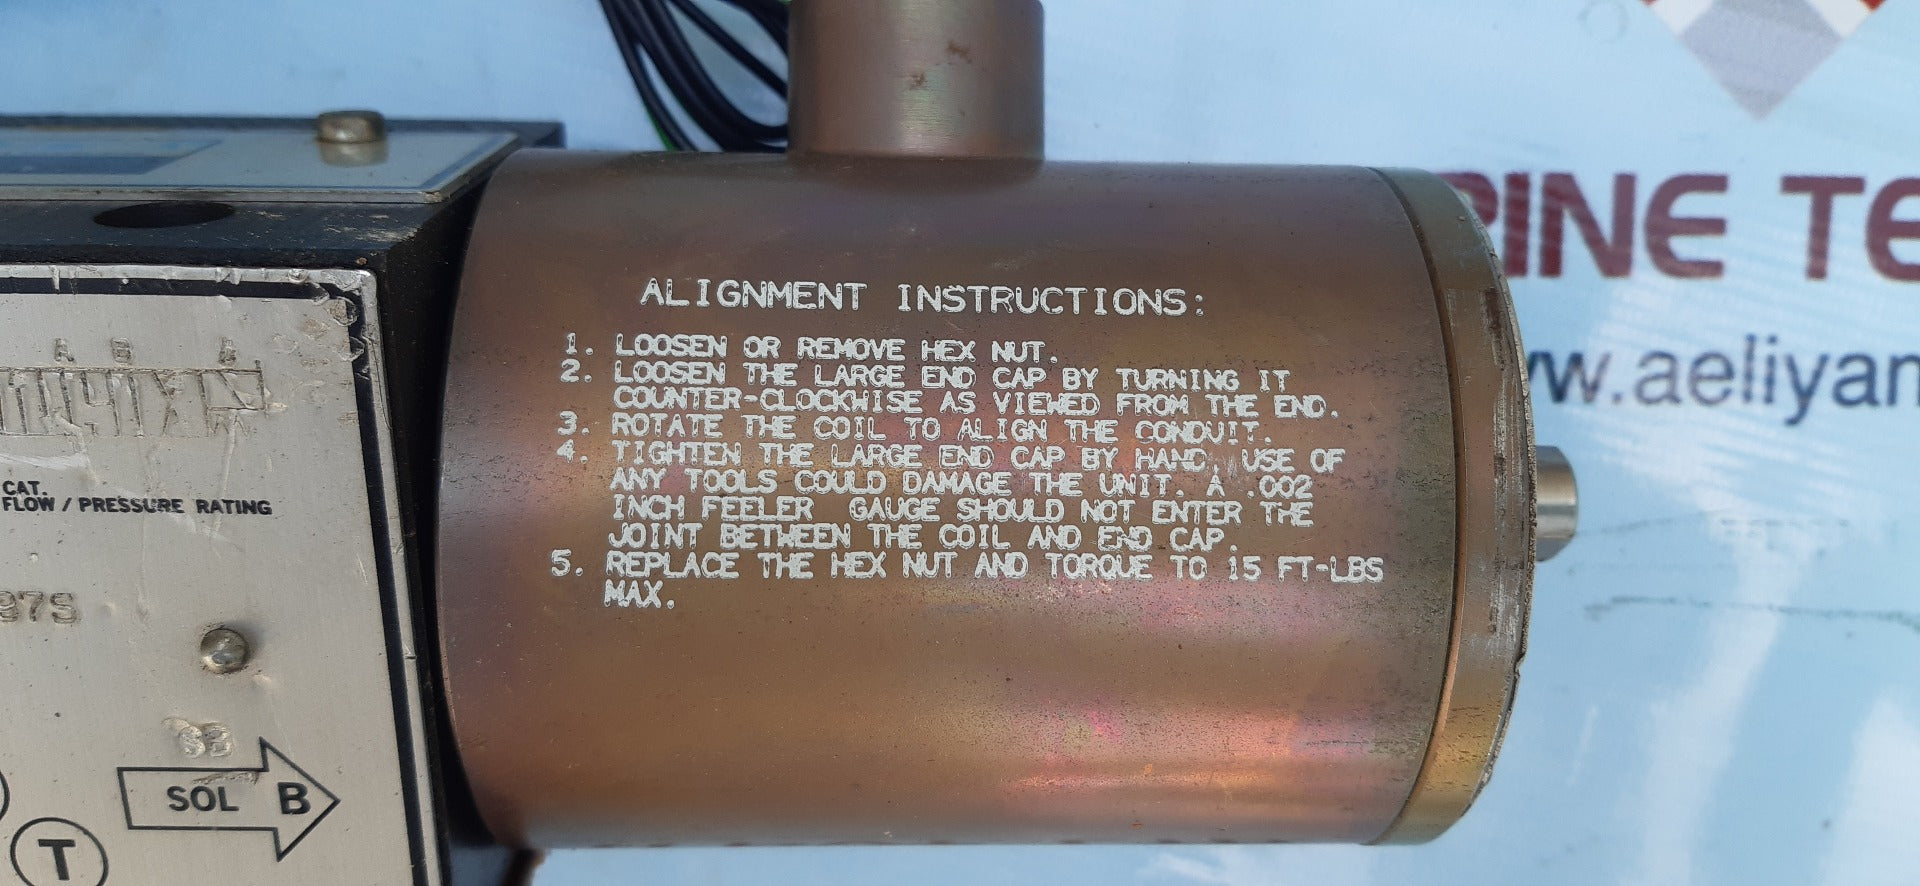 ALIGNMENT INSTRUCTIONS:
1. LOOSEN OR REMOVE HEX NUT.
2. LOOSEN THE LARGE END CAP BY TURNING IT
COUNTER-CLOCKWISE AS VIEWED FROM THE END.
3. ROTATE THE COIL TO ALIGN THE CONDUIT.
4. TIGHTEN THE LARGE END CAP BY HAND. USE OF
ANY TOOLS COULD DAMAGE THE UNIT. A .002
INCH FEELER GAUGE SHOULD NOT ENTER THE
JOINT BETWEEN THE COIL AND END CAP.
5. REPLACE THE HEX NUT AND TORQUE TO 15 FT-LBS
MAX.
A B
CAT.
FLOW / PRESSURE RATING
97S
SB
SOL B
T
PINE TE
w.aeliyan